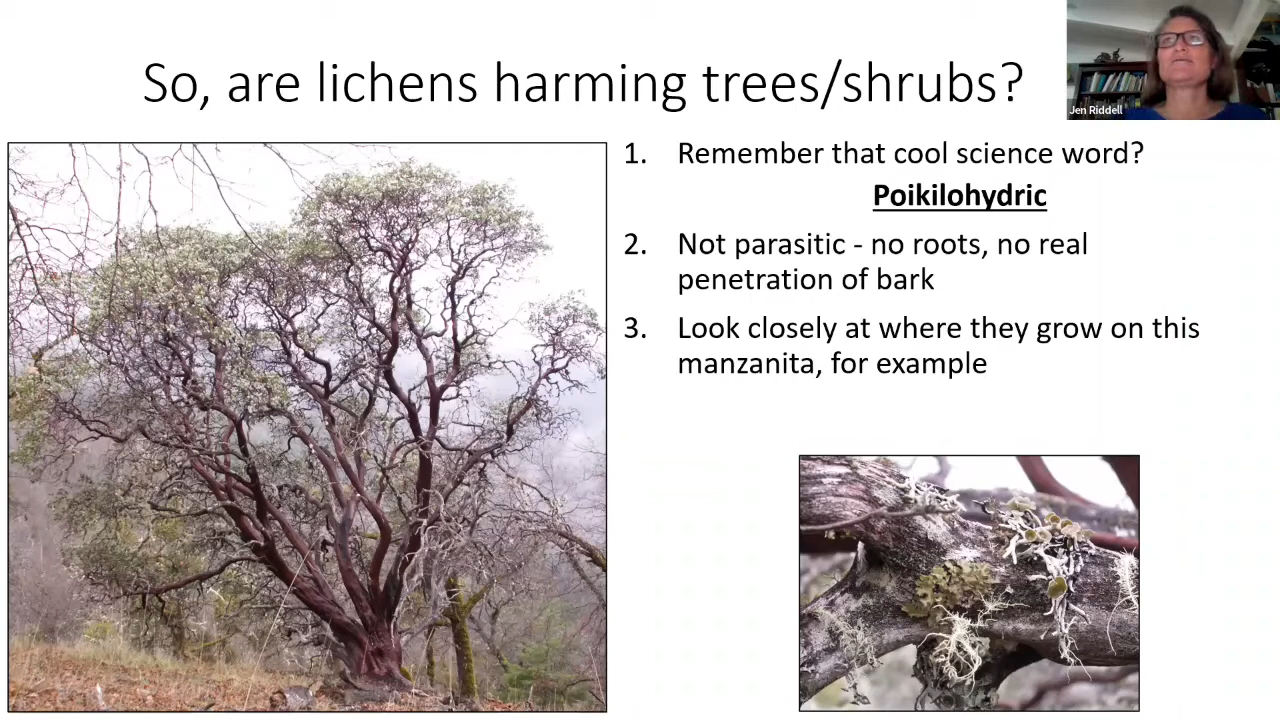 So, are lichens harming trees/shrubs?
Jen Riddell
1. Remember that cool science word?
Poikilohydric
2. Not parasitic - no roots, no real
penetration of bark
3. Look closely at where they grow on this
manzanita, for example